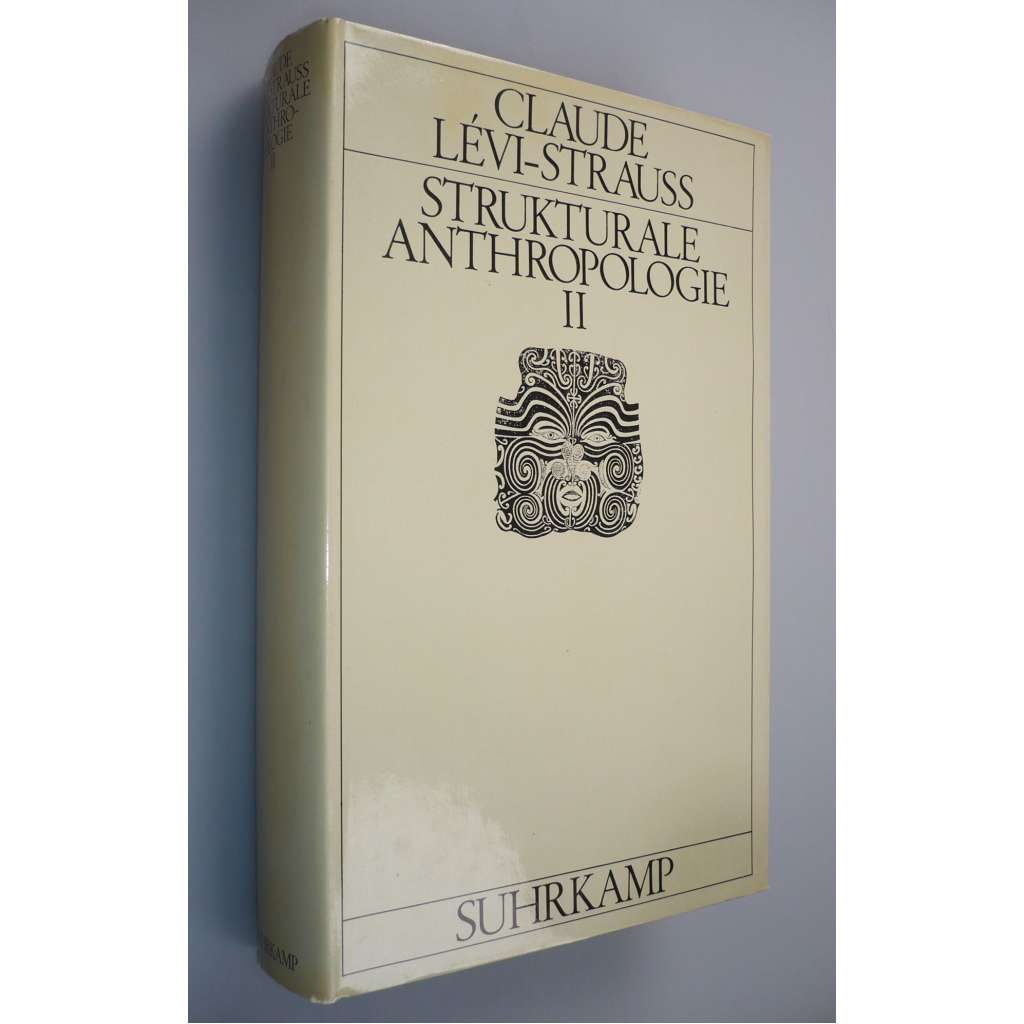 CLAUDE
LÉVI-STRAUSS
STRUKTURALE
ANTHROPOLOGIE
II
SUHRKAMP